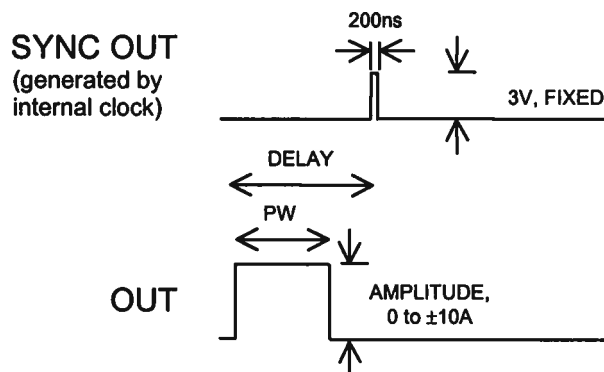 200ns
SYNC OUT
(generated by
internal clock)
3V, FIXED
DELAY
PW
OUT
AMPLITUDE,
0 to ±10A